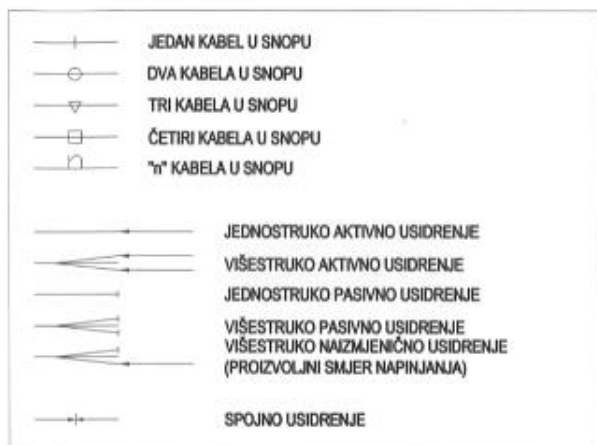 JEDAN KABEL U SNOPU
DVA KABELA U SNOPU
TRI KABELA U SNOPU
ČETIRI KABELA U SNOPU
"n" KABELA U SNOPU
JEDNOSTRUKO AKTIVNO USIDRENJE
VIŠESTRUKO AKTIVNO USIDRENJE
JEDNOSTRUKO PASIVNO USIDRENJE
VIŠESTRUKO PASIVNO USIDRENJE
VIŠESTRUKO NAIZMJENIČNO USIDRENJE
(PROIZVOLJNI SMJER NAPINJANJA)
SPOJNO USIDRENJE